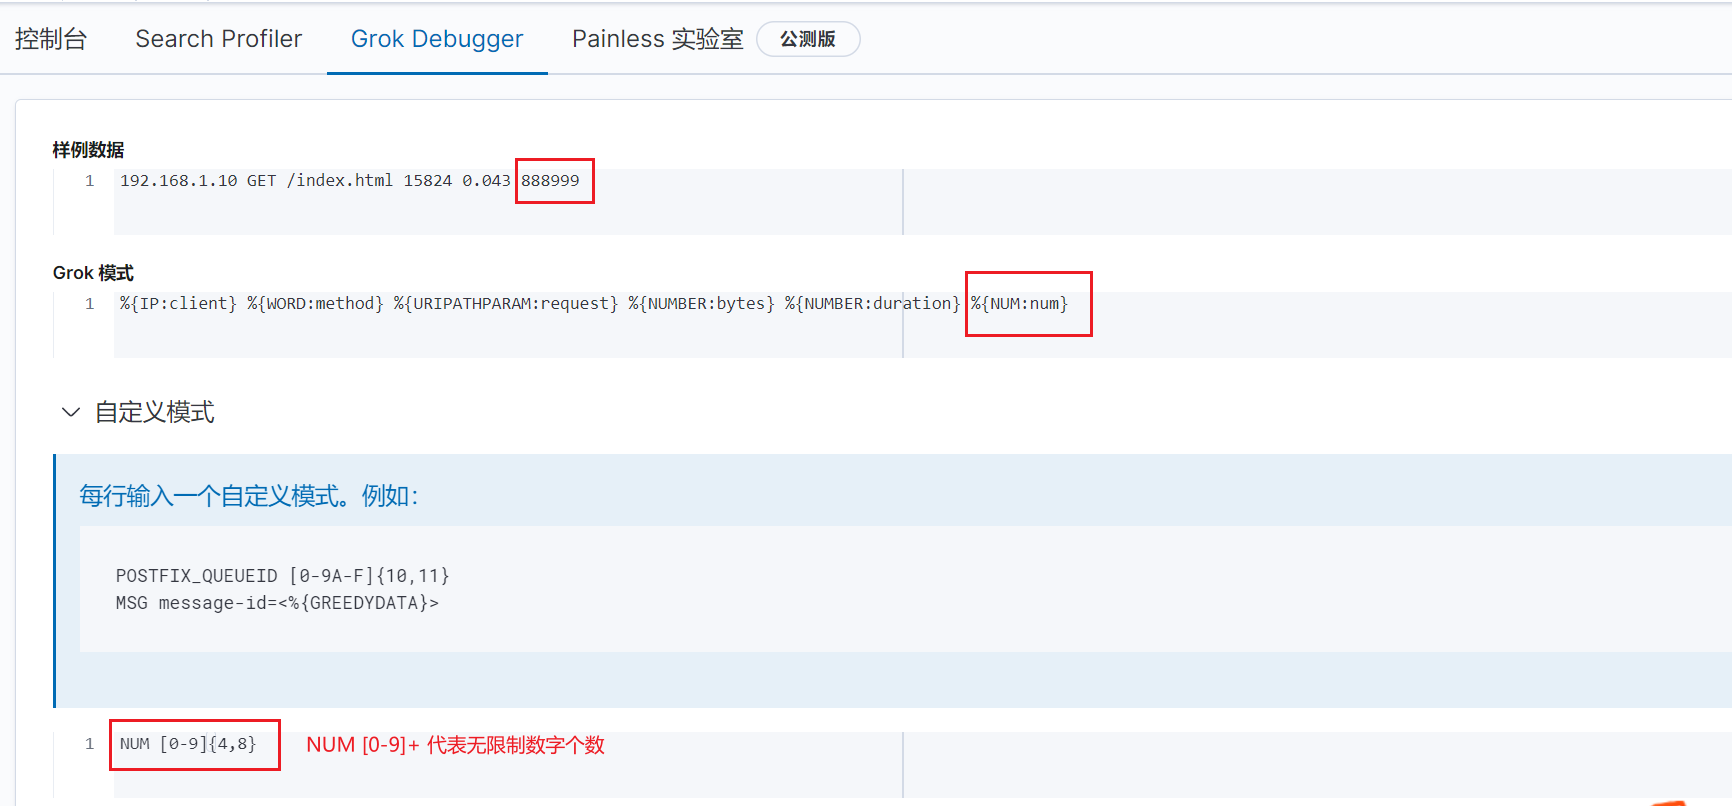 控制台 Search Profiler Grok Debugger Painless 实验室 公测版
样例数据
1 192.168.1.10 GET /index.html 15824 0.043 888999
Grok 模式
1 %{IP:client} %{WORD:method} %{URIPATHPARAM:request} %{NUMBER:bytes} %{NUMBER:duration} %{NUM:num}
自定义模式
每行输入一个自定义模式。例如：
POSTFIX_QUEUEID [0-9A-F]{10,11}
MSG message-id=<%{GREEDYDATA}>
1 NUM [0-9]{4,8} NUM [0-9]+ 代表无限制数字个数